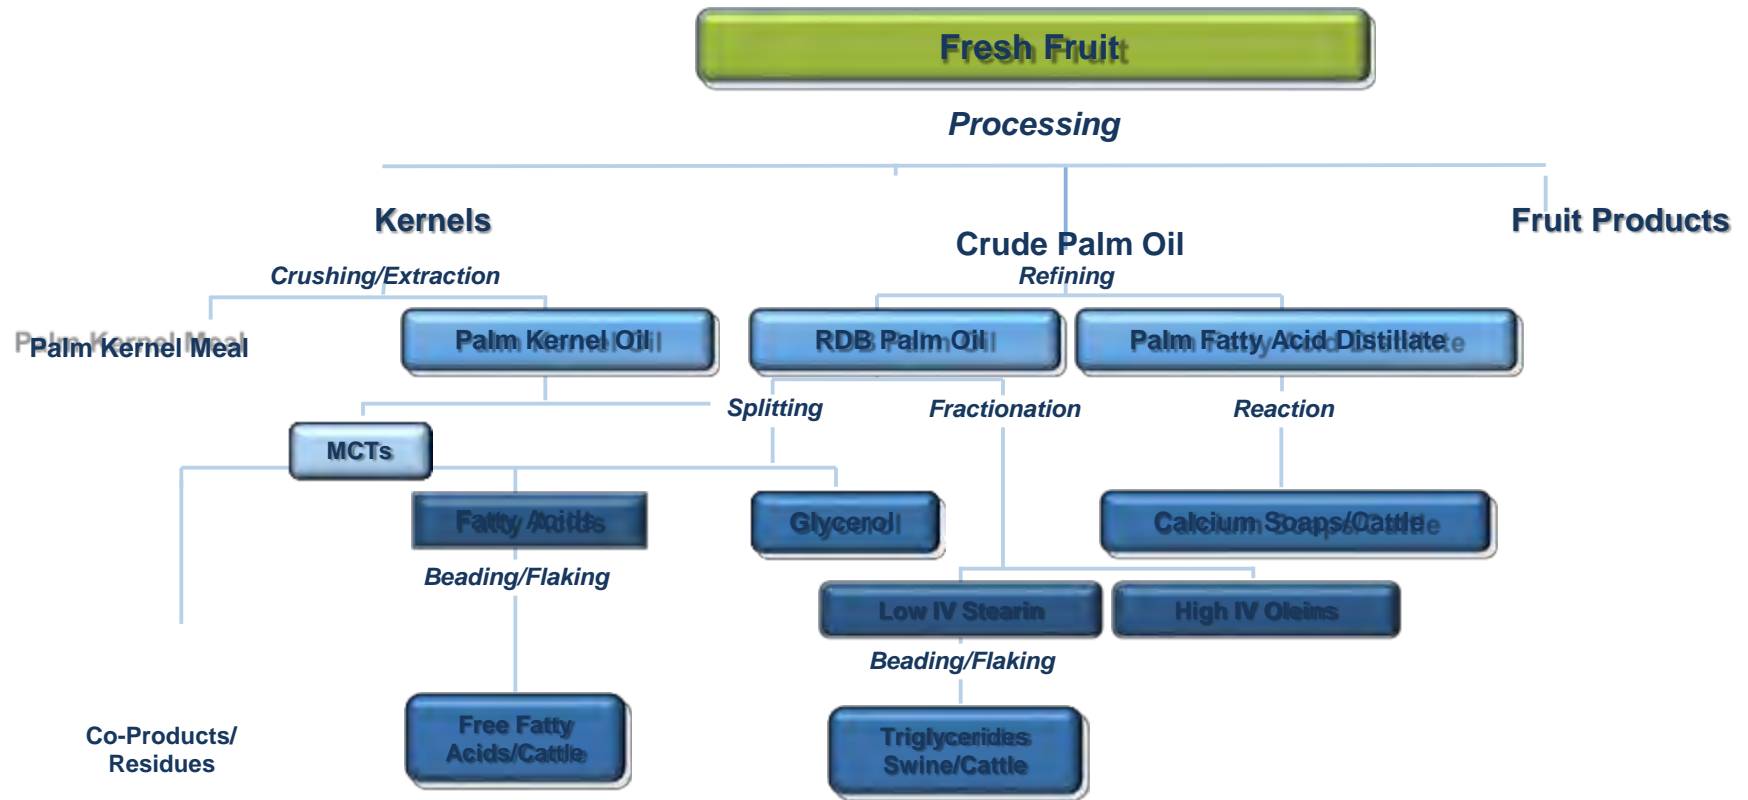 Fresh Fruit
Processing
Kernels
Crude Palm Oil
Fruit Products
Crushing/Extraction
Refining
Palm Kernel Meal
Palm Kernel Oil
RDB Palm Oil
Palm Fatty Acid Distillate
Splitting
Fractionation
Reaction
MCTs
Fatty Acids
Glycerol
Calcium Soaps/Cattle
Beading/Flaking
Low IV Stearin
High IV Oleins
Beading/Flaking
Co-Products/
Residues
Free Fatty
Acids/Cattle
Triglycerides
Swine/Cattle